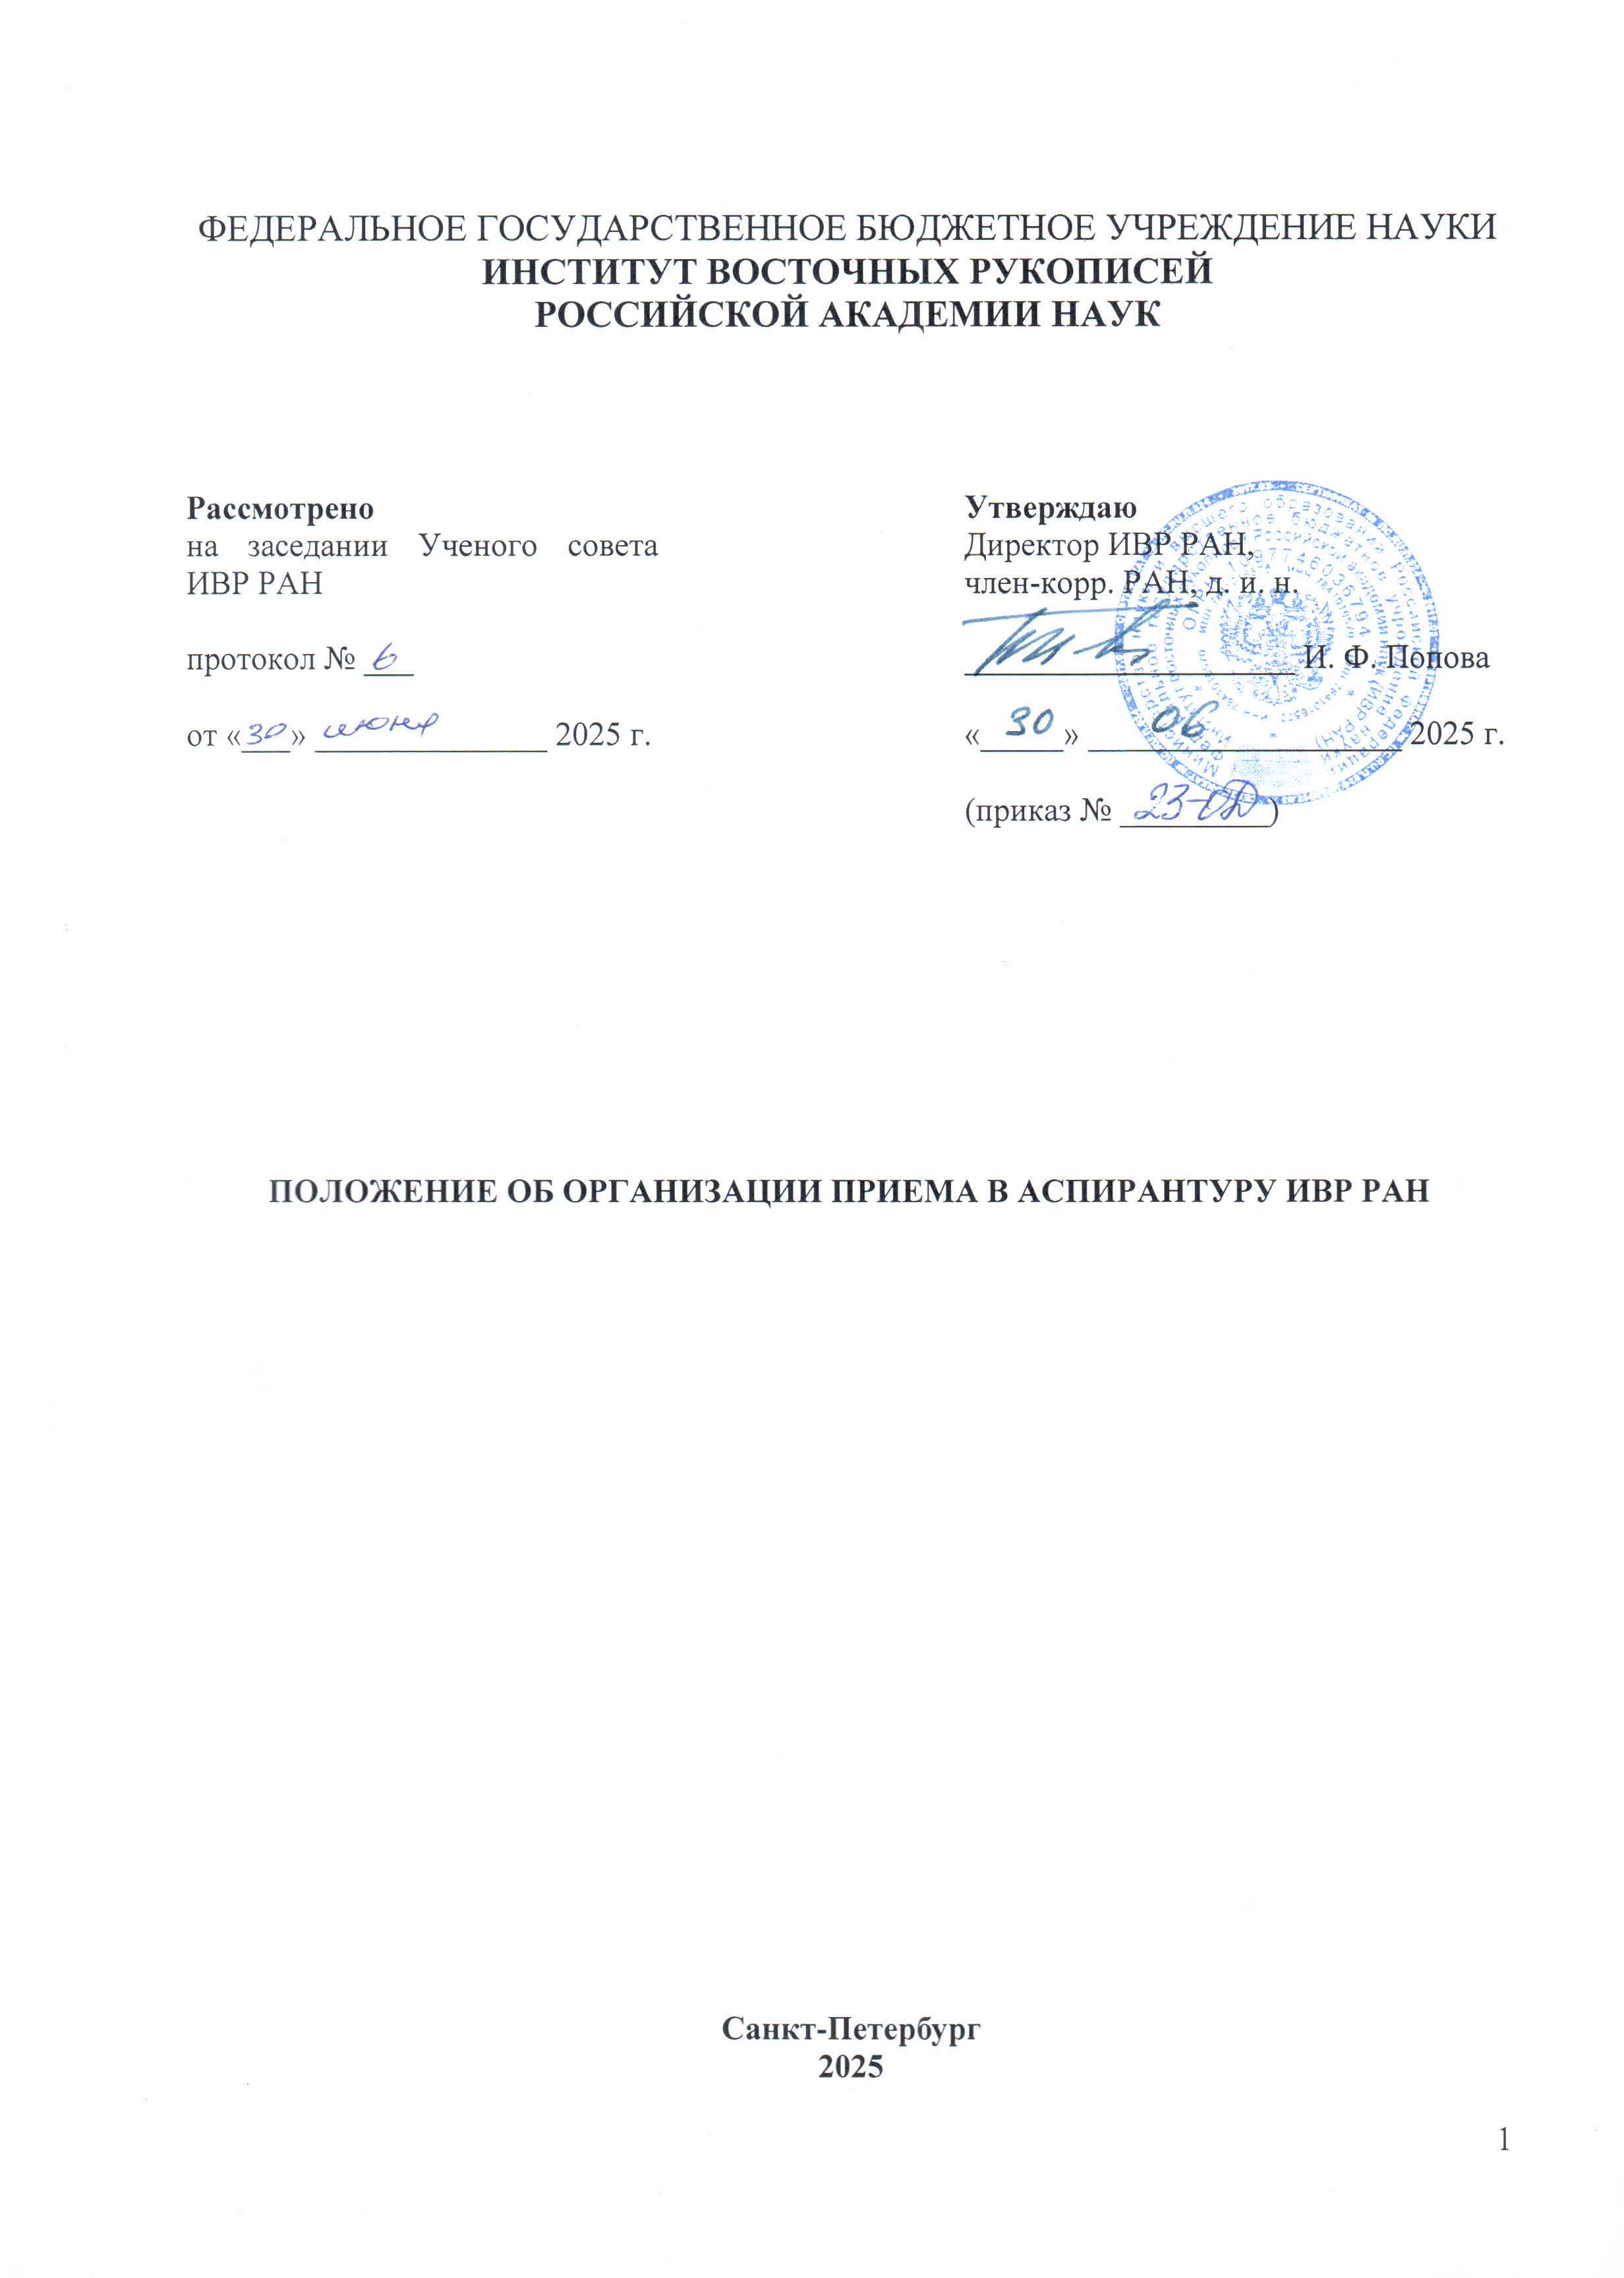 ФЕДЕРАЛЬНОЕ ГОСУДАРСТВЕННОЕ БЮДЖЕТНОЕ УЧРЕЖДЕНИЕ НАУКИ
ИНСТИТУТ ВОСТОЧНЫХ РУКОПИСЕЙ
РОССИЙСКОЙ АКАДЕМИИ НАУК
Рассмотрено
на заседании Ученого совета
ИВР РАН
протокол № 6
от «30» июня 2025 г.
Утверждаю
Директор ИВР РАН,
член-корр. РАН, д. и. н.
И. Ф. Попова
«30» 06 2025 г.
(приказ № 23-ОД)
ПОЛОЖЕНИЕ ОБ ОРГАНИЗАЦИИ ПРИЕМА В АСПИРАНТУРУ ИВР РАН
Санкт-Петербург
2025
1